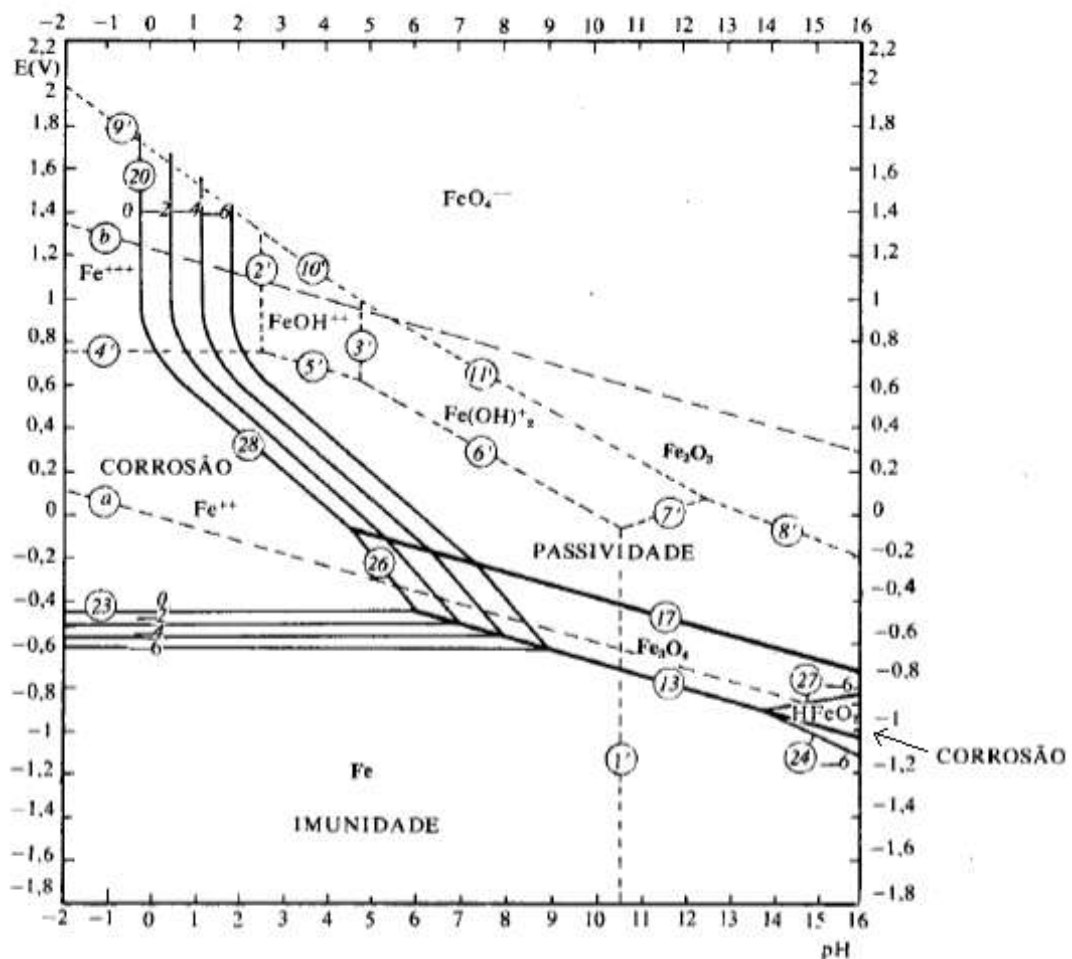 −2 −1 0 1 2 3 4 5 6 7 8 9 10 11 12 13 14 15 16
2,2 2,2
E(V)
2 2
1,8 9' 1,8
1,6 20 1,6
FeO₄⁻⁻
1,4 0 −2 −4 −6 1,4
b
1,2 Fe⁺⁺⁺ 2' 10' 1,2
1 1
FeOH⁺⁺
0,8 4' 5' 3' 0,8
0,6 11' 0,6
Fe(OH)⁺₂
0,4 28 6' Fe₂O₃ 0,4
0,2 CORROSÃO 0,2
a Fe⁺⁺ 7'
0 8' 0
PASSIVIDADE
−0,2 26 −0,2
−0,4 23 0 17 −0,4
−2
−4
−0,6 −6 Fe₃O₄ −0,6
−0,8 13 27 −6 −0,8
HFeO₂
−1 −1
CORROSÃO
−1,2 Fe 1' 24 −6 −1,2
−1,4 IMUNIDADE −1,4
−1,6 −1,6
−1,8 −1,8
−2 −1 0 1 2 3 4 5 6 7 8 9 10 11 12 13 14 15 16
pH